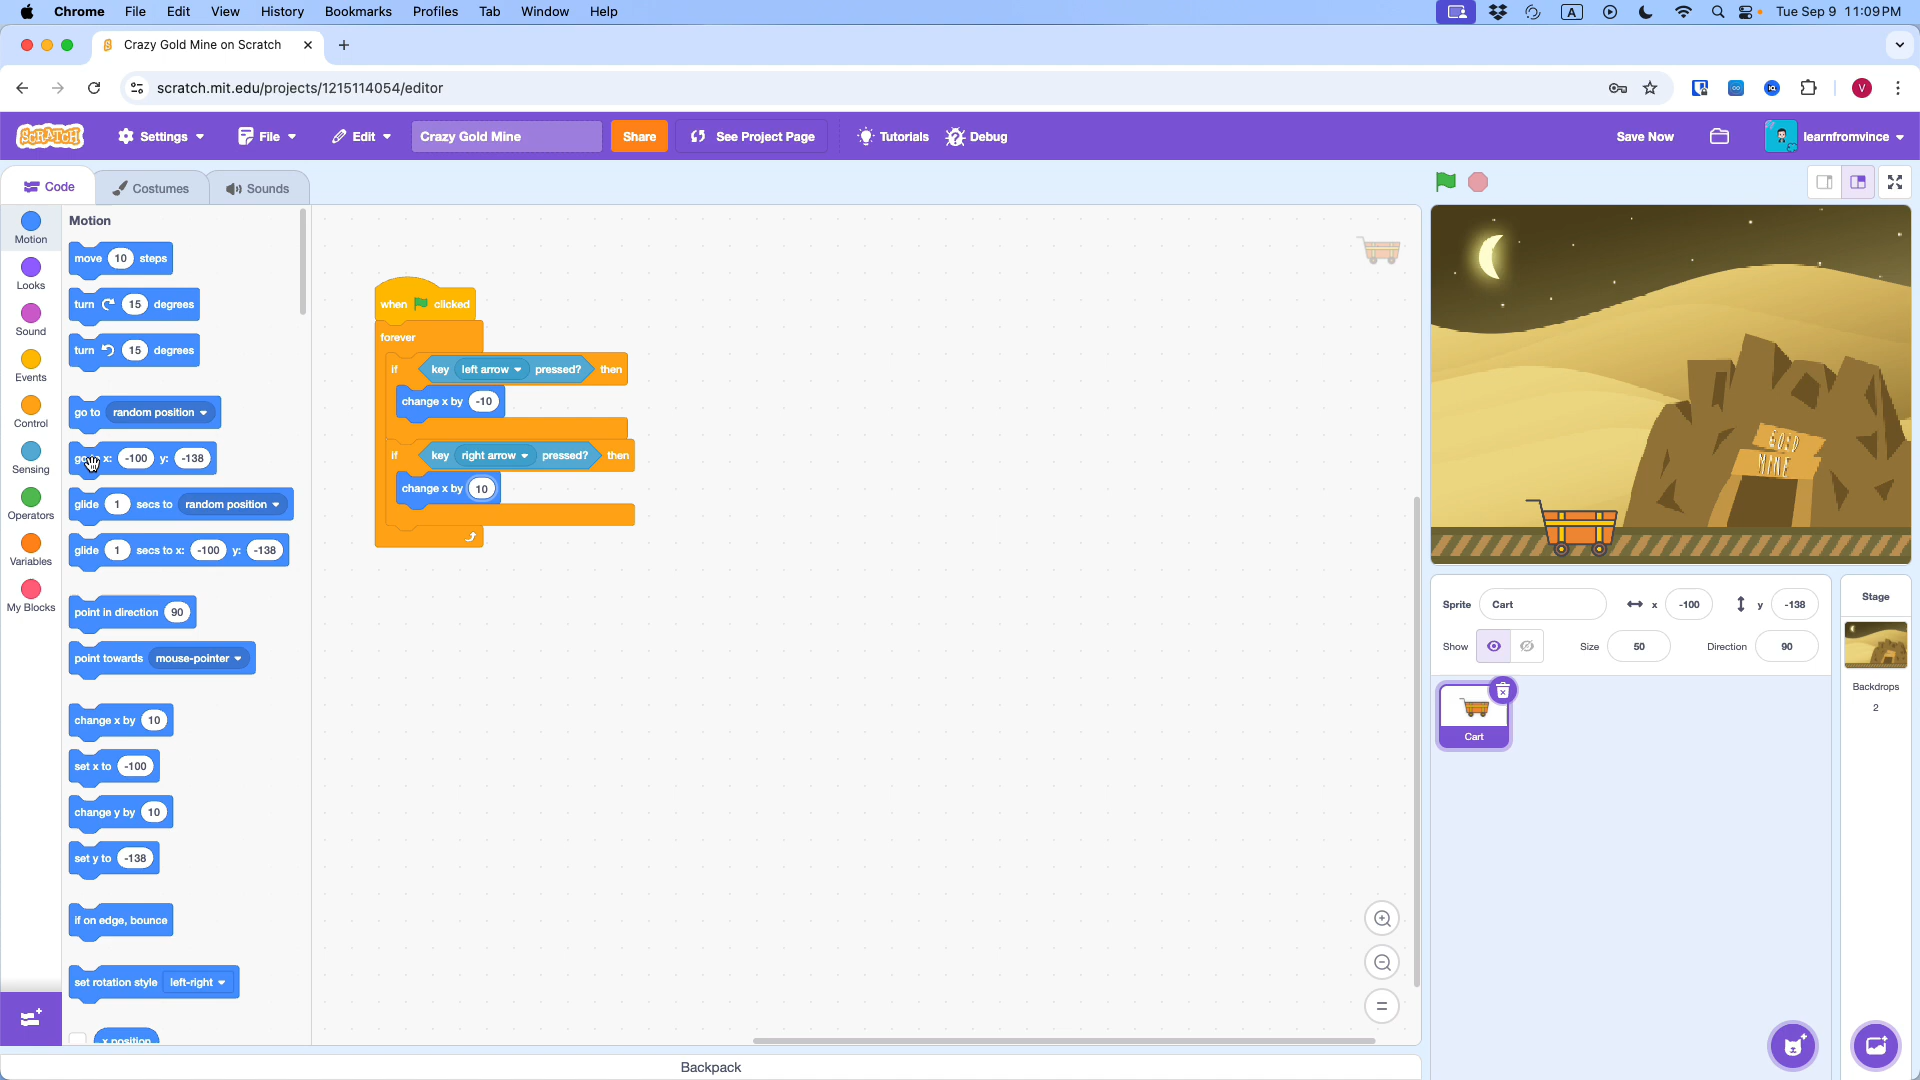 Chrome File Edit View History Bookmarks Profiles Tab Window Help
A
Tue Sep 9 11:09 PM
Crazy Gold Mine on Scratch
scratch.mit.edu/projects/1215114054/editor
V
SCRATCH
Settings
File
Edit
Crazy Gold Mine
Share
See Project Page
Tutorials
Debug
Save Now
learnfromvince
Code
Costumes
Sounds
Motion
Looks
Sound
Events
Control
Sensing
Operators
Variables
My Blocks
Motion
move 10 steps
turn 15 degrees
turn 15 degrees
go to random position
go to x: -100 y: -138
glide 1 secs to random position
glide 1 secs to x: -100 y: -138
point in direction 90
point towards mouse-pointer
change x by 10
set x to -100
change y by 10
set y to -138
if on edge, bounce
set rotation style left-right
x position
when clicked
forever
if key left arrow pressed? then
change x by -10
if key right arrow pressed? then
change x by 10
GOLD
MINE
Sprite Cart x -100 y -138
Show Size 50 Direction 90
Cart
Stage
Backdrops
2
Backpack